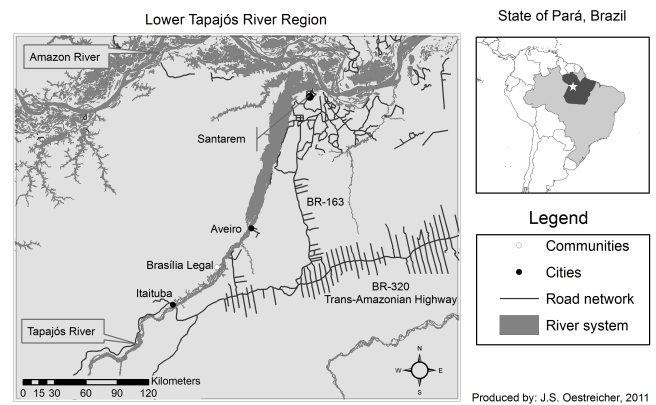 Lower Tapajós River Region
State of Pará, Brazil
Amazon River
Santarem
BR-163
Aveiro
Brasília Legal
Itaituba
BR-320
Trans-Amazonian Highway
Tapajós River
Kilometers
0 15 30 60 90 120
N
W E
S
Legend
Communities
Cities
Road network
River system
Produced by: J.S. Oestreicher, 2011